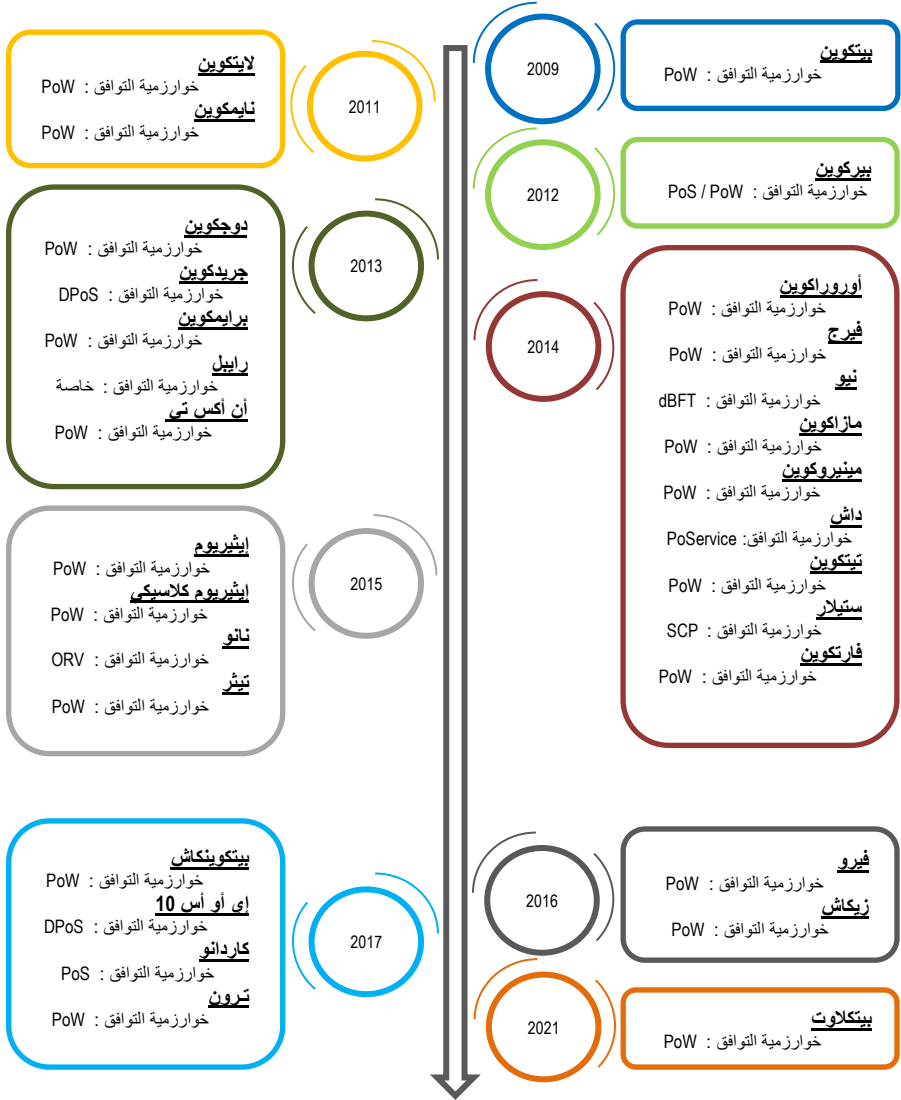 2009
بيتكوين
خوارزمية التوافق : PoW
2011
لايتكوين
خوارزمية التوافق : PoW
نايمكوين
خوارزمية التوافق : PoW
2012
بيركوين
خوارزمية التوافق : PoS / PoW
2013
دوجكوين
خوارزمية التوافق : PoW
جريدكوين
خوارزمية التوافق : DPoS
برايمكوين
خوارزمية التوافق : PoW
رابيل
خوارزمية التوافق : خاصة
أن أكس تي
خوارزمية التوافق : PoW
2014
أوروراكوين
خوارزمية التوافق : PoW
فيرج
خوارزمية التوافق : PoW
نيو
خوارزمية التوافق : dBFT
مازاكوين
خوارزمية التوافق : PoW
مينيروكوين
خوارزمية التوافق : PoW
داش
خوارزمية التوافق: PoService
تيتكوين
خوارزمية التوافق : PoW
ستيلار
خوارزمية التوافق : SCP
فارتكوين
خوارزمية التوافق : PoW
2015
إيثيريوم
خوارزمية التوافق : PoW
إيثيريوم كلاسيكي
خوارزمية التوافق : PoW
نانو
خوارزمية التوافق : ORV
تيثر
خوارزمية التوافق : PoW
2016
فيرو
خوارزمية التوافق : PoW
زيكاش
خوارزمية التوافق : PoW
2017
بيتكوينكاش
خوارزمية التوافق : PoW
إي أو أس 10
خوارزمية التوافق : DPoS
كاردانو
خوارزمية التوافق : PoS
ترون
خوارزمية التوافق : PoW
2021
بيتكلاوت
خوارزمية التوافق : PoW